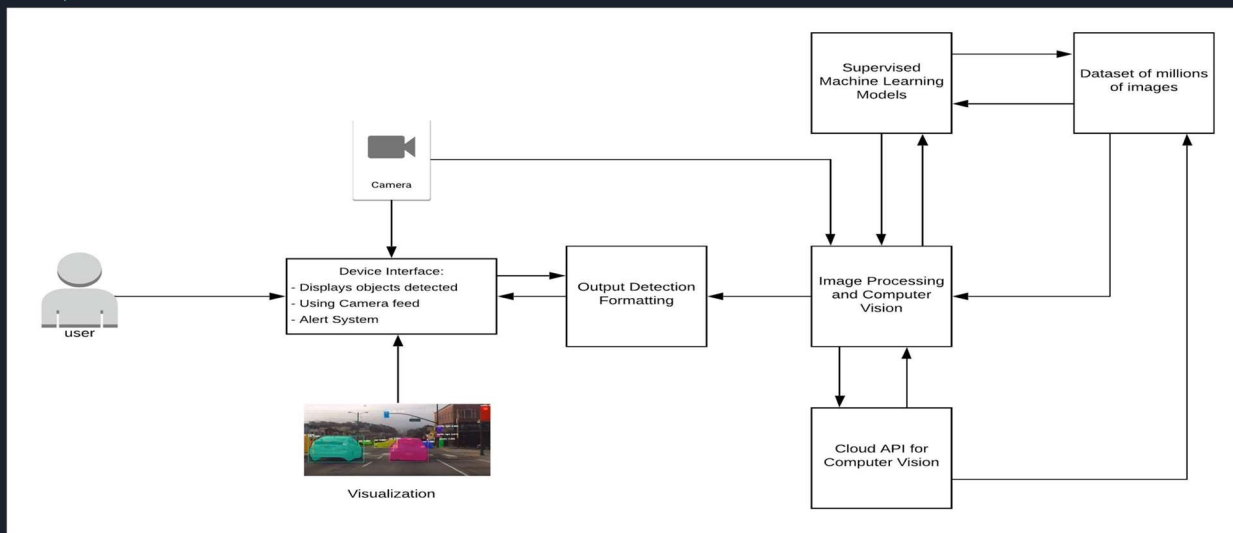 Supervised
Machine Learning
Models
Dataset of millions
of images
Camera
Device Interface:
- Displays objects detected
- Using Camera feed
- Alert System
Output Detection
Formatting
Image Processing
and Computer
Vision
user
Cloud API for
Computer Vision
Visualization